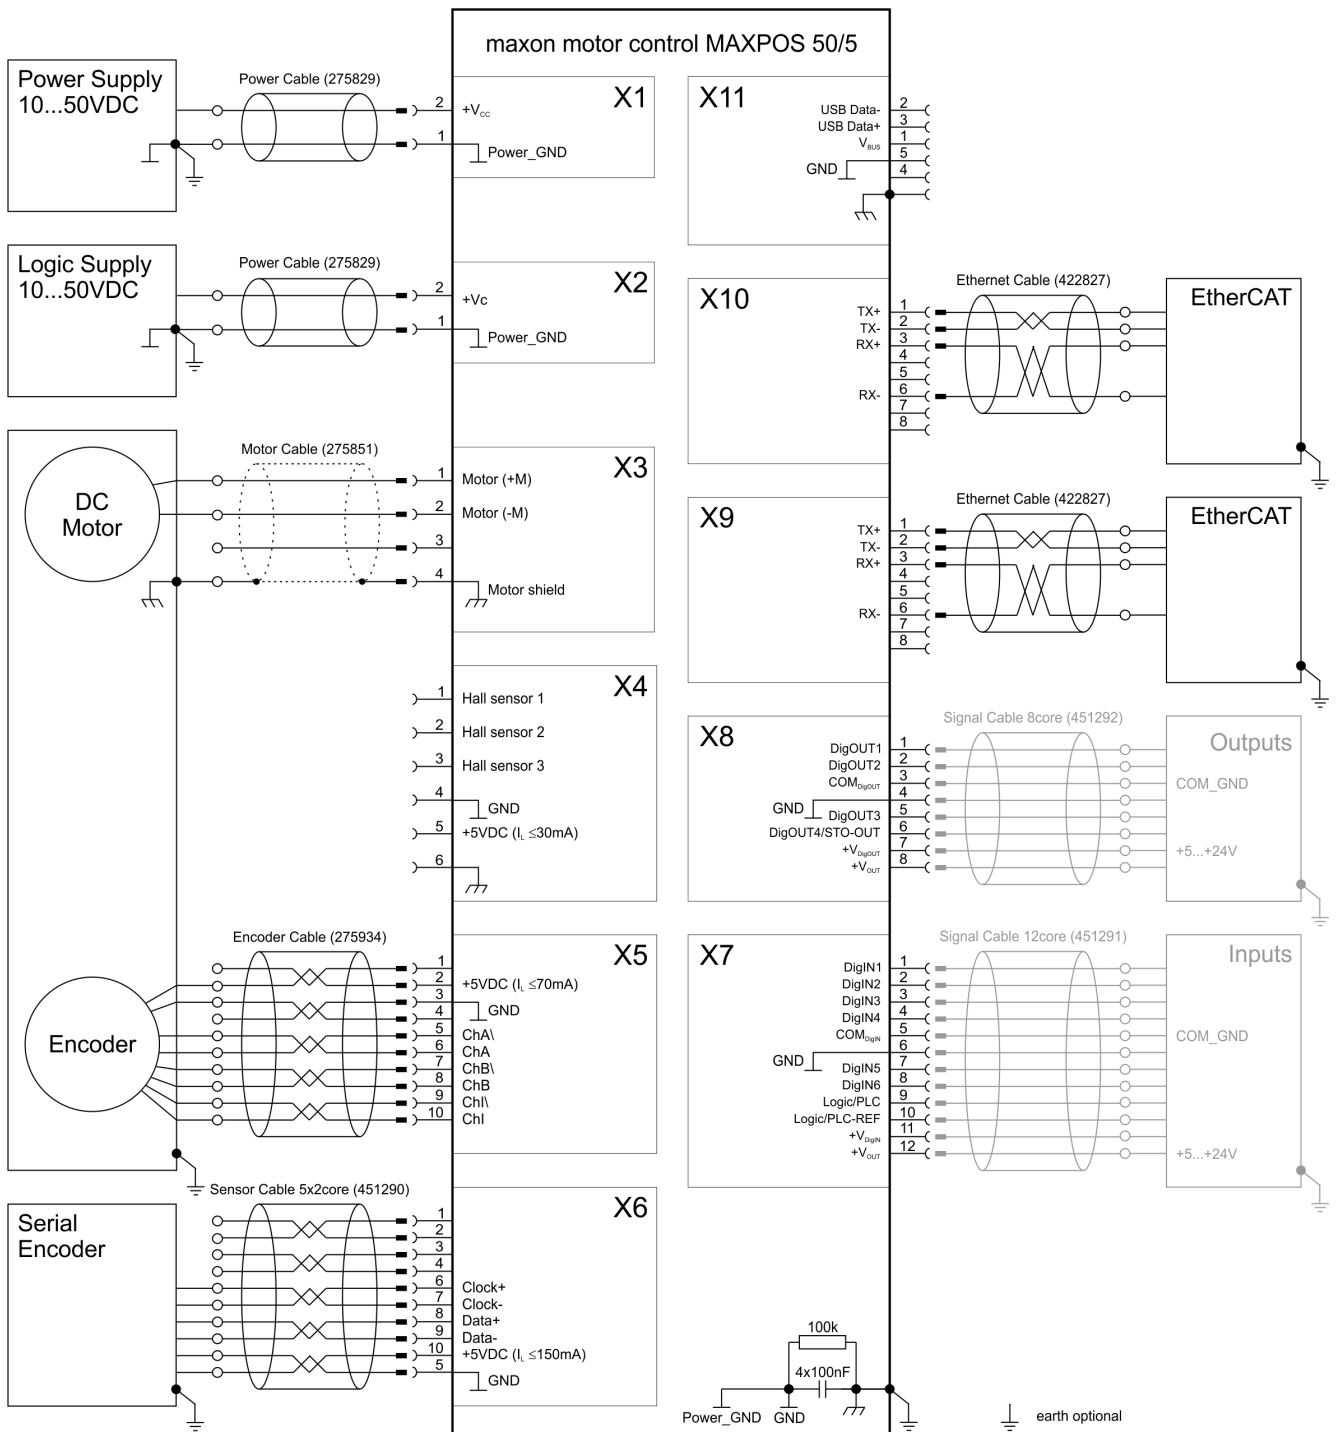 maxon motor control MAXPOS 50/5
Power Supply
10...50VDC
Power Cable (275829)
2
+VCC
1
Power_GND
X1
Logic Supply
10...50VDC
Power Cable (275829)
2
+Vc
1
Power_GND
X2
DC
Motor
Motor Cable (275851)
1
Motor (+M)
2
Motor (-M)
3
4
Motor shield
X3
X4
1
Hall sensor 1
2
Hall sensor 2
3
Hall sensor 3
4
GND
5
+5VDC (IL ≤30mA)
6
Encoder
Encoder Cable (275934)
X5
1
2
+5VDC (IL ≤70mA)
3
GND
4
5
ChA\
6
ChA
7
ChB\
8
ChB
9
ChI\
10
ChI
Serial
Encoder
Sensor Cable 5x2core (451290)
X6
1
2
3
4
6
Clock+
7
Clock-
8
Data+
9
Data-
10
+5VDC (IL ≤150mA)
5
GND
X11
USB Data-
2
USB Data+
3
VBUS
1
GND
5
4
X10
Ethernet Cable (422827)
EtherCAT
TX+
1
TX-
2
RX+
3
4
5
RX-
6
7
8
X9
Ethernet Cable (422827)
EtherCAT
TX+
1
TX-
2
RX+
3
4
5
RX-
6
7
8
X8
Signal Cable 8core (451292)
Outputs
DigOUT1
1
DigOUT2
2
COMDigOUT
3
COM_GND
GND
4
DigOUT3
5
DigOUT4/STO-OUT
6
+VDigOUT
7
+5...+24V
+VOUT
8
X7
Signal Cable 12core (451291)
Inputs
DigIN1
1
DigIN2
2
DigIN3
3
DigIN4
4
COMDigIN
5
COM_GND
GND
6
DigIN5
7
DigIN6
8
Logic/PLC
9
Logic/PLC-REF
10
+VDigIN
11
+VOUT
12
+5...+24V
100k
4x100nF
Power_GND
GND
earth optional